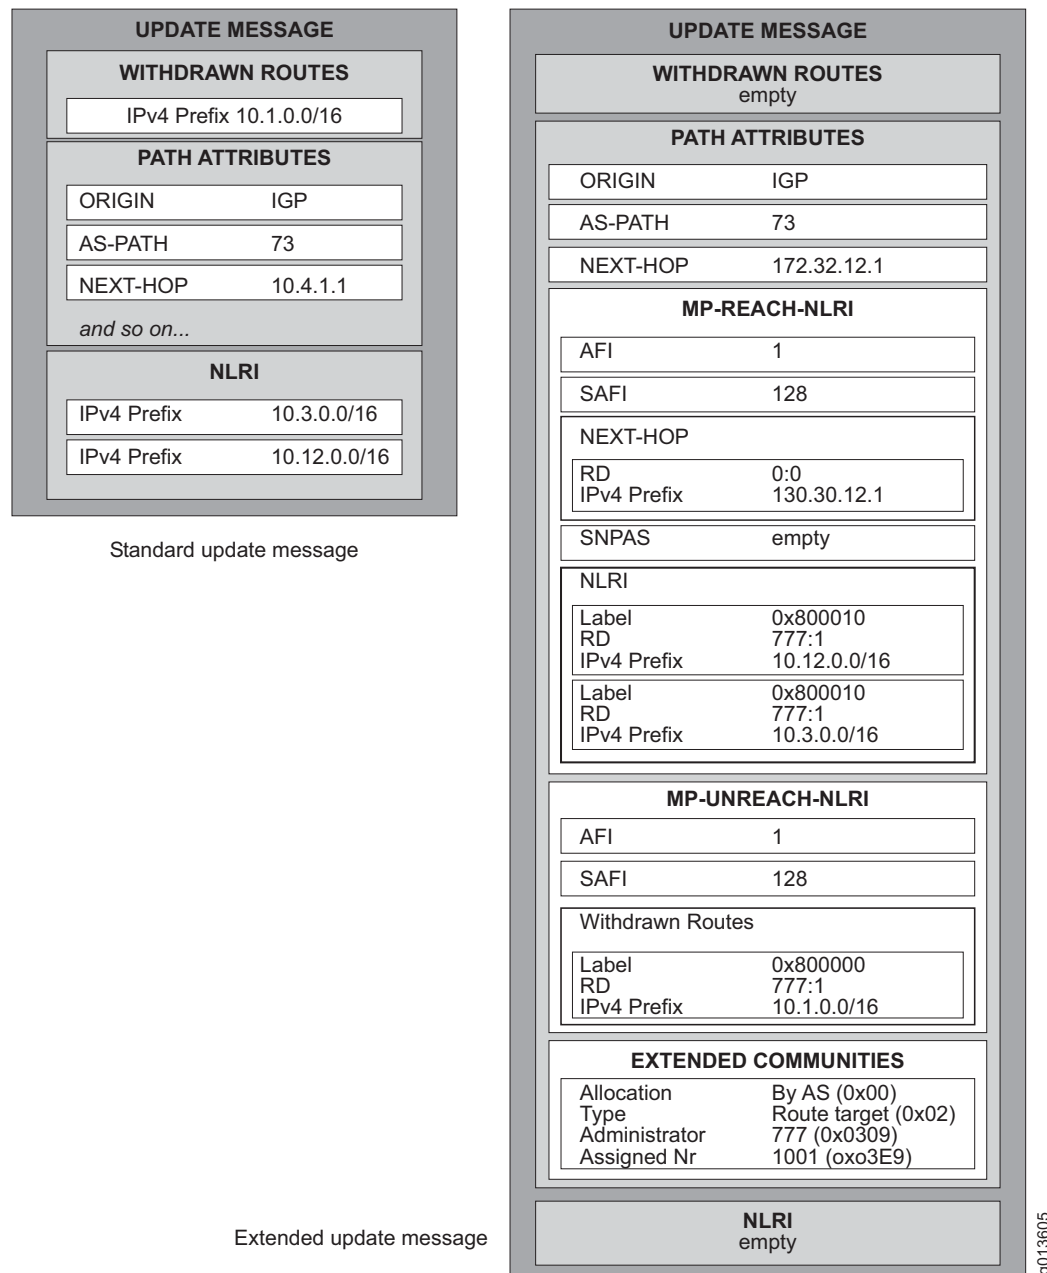 UPDATE MESSAGE
WITHDRAWN ROUTES
IPv4 Prefix 10.1.0.0/16
PATH ATTRIBUTES
ORIGIN IGP
AS-PATH 73
NEXT-HOP 10.4.1.1
and so on...
NLRI
IPv4 Prefix 10.3.0.0/16
IPv4 Prefix 10.12.0.0/16
Standard update message
UPDATE MESSAGE
WITHDRAWN ROUTES
empty
PATH ATTRIBUTES
ORIGIN IGP
AS-PATH 73
NEXT-HOP 172.32.12.1
MP-REACH-NLRI
AFI 1
SAFI 128
NEXT-HOP
RD 0:0
IPv4 Prefix 130.30.12.1
SNPAS empty
NLRI
Label 0x800010
RD 777:1
IPv4 Prefix 10.12.0.0/16
Label 0x800010
RD 777:1
IPv4 Prefix 10.3.0.0/16
MP-UNREACH-NLRI
AFI 1
SAFI 128
Withdrawn Routes
Label 0x800000
RD 777:1
IPv4 Prefix 10.1.0.0/16
EXTENDED COMMUNITIES
Allocation By AS (0x00)
Type Route target (0x02)
Administrator 777 (0x0309)
Assigned Nr 1001 (oxo3E9)
NLRI
empty
Extended update message
g013605